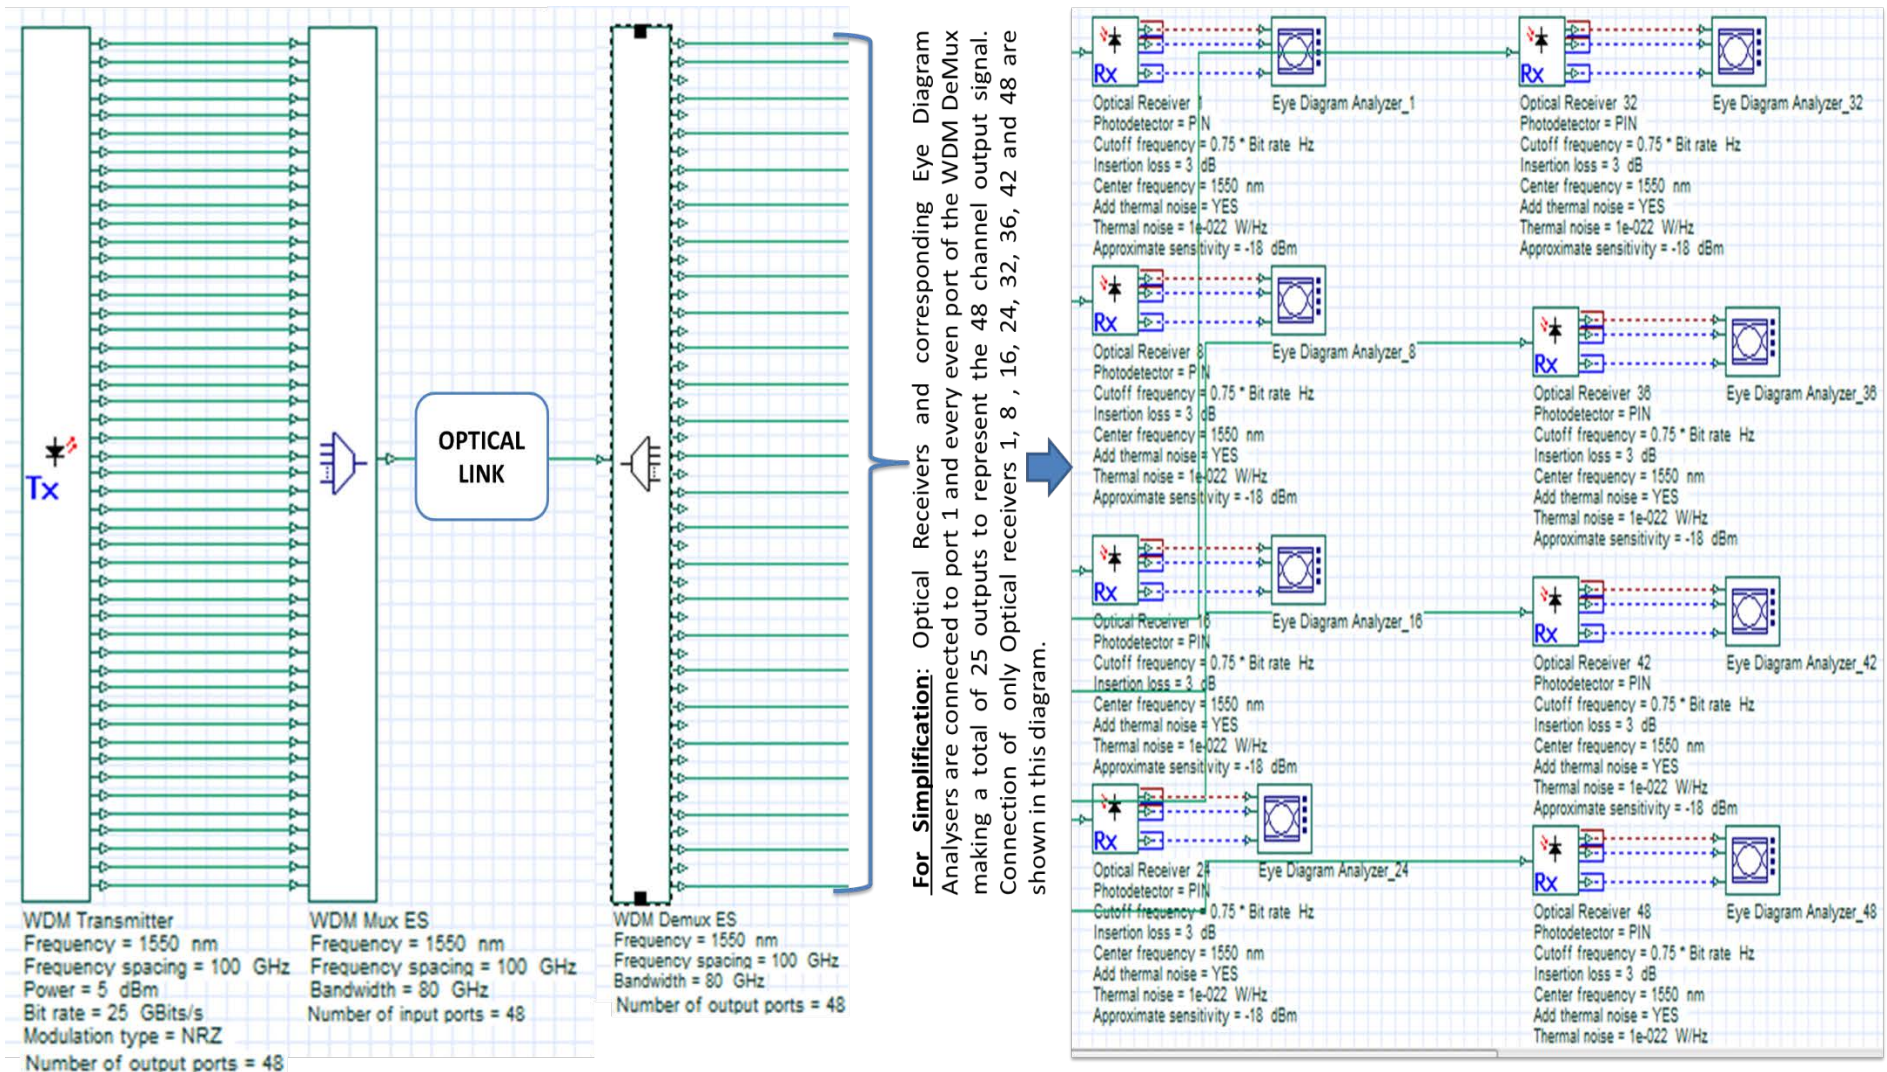 Tx
WDM Transmitter
Frequency = 1550 nm
Frequency spacing = 100 GHz
Power = 5 dBm
Bit rate = 25 GBits/s
Modulation type = NRZ
Number of output ports = 48
WDM Mux ES
Frequency = 1550 nm
Frequency spacing = 100 GHz
Bandwidth = 80 GHz
Number of input ports = 48
OPTICAL
LINK
WDM Demux ES
Frequency = 1550 nm
Frequency spacing = 100 GHz
Bandwidth = 80 GHz
Number of output ports = 48
For Simplification: Optical Receivers and corresponding Eye Diagram
Analysers are connected to port 1 and every even port of the WDM DeMux
making a total of 25 outputs to represent the 48 channel output signal.
Connection of only Optical receivers 1, 8 , 16, 24, 32, 36, 42 and 48 are
shown in this diagram.
Rx
Optical Receiver 1
Photodetector = PIN
Cutoff frequency = 0.75 * Bit rate Hz
Insertion loss = 3 dB
Center frequency = 1550 nm
Add thermal noise = YES
Thermal noise = 1e-022 W/Hz
Approximate sensitivity = -18 dBm
Eye Diagram Analyzer_1
Rx
Optical Receiver 8
Photodetector = PIN
Cutoff frequency = 0.75 * Bit rate Hz
Insertion loss = 3 dB
Center frequency = 1550 nm
Add thermal noise = YES
Thermal noise = 1e-022 W/Hz
Approximate sensitivity = -18 dBm
Eye Diagram Analyzer_8
Rx
Optical Receiver 16
Photodetector = PIN
Cutoff frequency = 0.75 * Bit rate Hz
Insertion loss = 3 dB
Center frequency = 1550 nm
Add thermal noise = YES
Thermal noise = 1e-022 W/Hz
Approximate sensitivity = -18 dBm
Eye Diagram Analyzer_16
Rx
Optical Receiver 24
Photodetector = PIN
Cutoff frequency = 0.75 * Bit rate Hz
Insertion loss = 3 dB
Center frequency = 1550 nm
Add thermal noise = YES
Thermal noise = 1e-022 W/Hz
Approximate sensitivity = -18 dBm
Eye Diagram Analyzer_24
Rx
Optical Receiver 32
Photodetector = PIN
Cutoff frequency = 0.75 * Bit rate Hz
Insertion loss = 3 dB
Center frequency = 1550 nm
Add thermal noise = YES
Thermal noise = 1e-022 W/Hz
Approximate sensitivity = -18 dBm
Eye Diagram Analyzer_32
Rx
Optical Receiver 36
Photodetector = PIN
Cutoff frequency = 0.75 * Bit rate Hz
Insertion loss = 3 dB
Center frequency = 1550 nm
Add thermal noise = YES
Thermal noise = 1e-022 W/Hz
Approximate sensitivity = -18 dBm
Eye Diagram Analyzer_36
Rx
Optical Receiver 42
Photodetector = PIN
Cutoff frequency = 0.75 * Bit rate Hz
Insertion loss = 3 dB
Center frequency = 1550 nm
Add thermal noise = YES
Thermal noise = 1e-022 W/Hz
Approximate sensitivity = -18 dBm
Eye Diagram Analyzer_42
Rx
Optical Receiver 48
Photodetector = PIN
Cutoff frequency = 0.75 * Bit rate Hz
Insertion loss = 3 dB
Center frequency = 1550 nm
Add thermal noise = YES
Thermal noise = 1e-022 W/Hz
Eye Diagram Analyzer_48